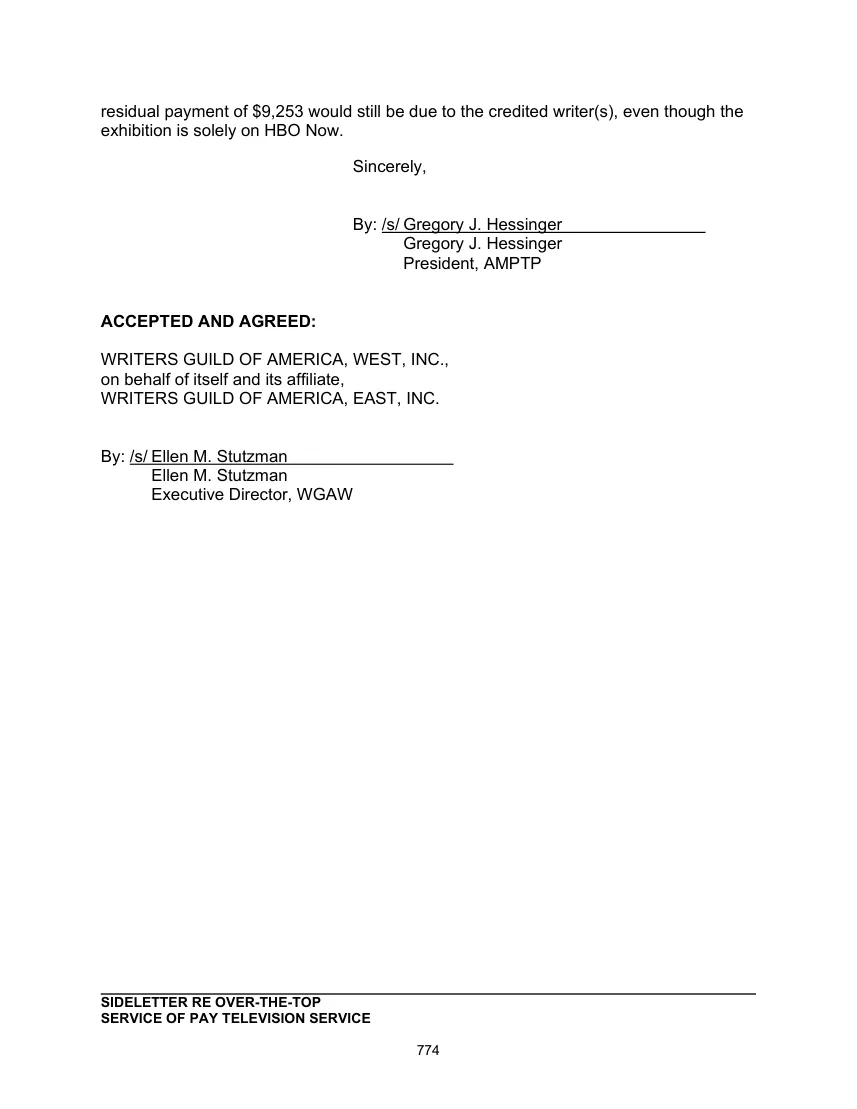 residual payment of $9,253 would still be due to the credited writer(s), even though the
exhibition is solely on HBO Now.
Sincerely,
By: /s/ Gregory J. Hessinger
Gregory J. Hessinger
President, AMPTP
ACCEPTED AND AGREED:
WRITERS GUILD OF AMERICA, WEST, INC.,
on behalf of itself and its affiliate,
WRITERS GUILD OF AMERICA, EAST, INC.
By: /s/ Ellen M. Stutzman
Ellen M. Stutzman
Executive Director, WGAW
SIDELETTER RE OVER-THE-TOP
SERVICE OF PAY TELEVISION SERVICE
774